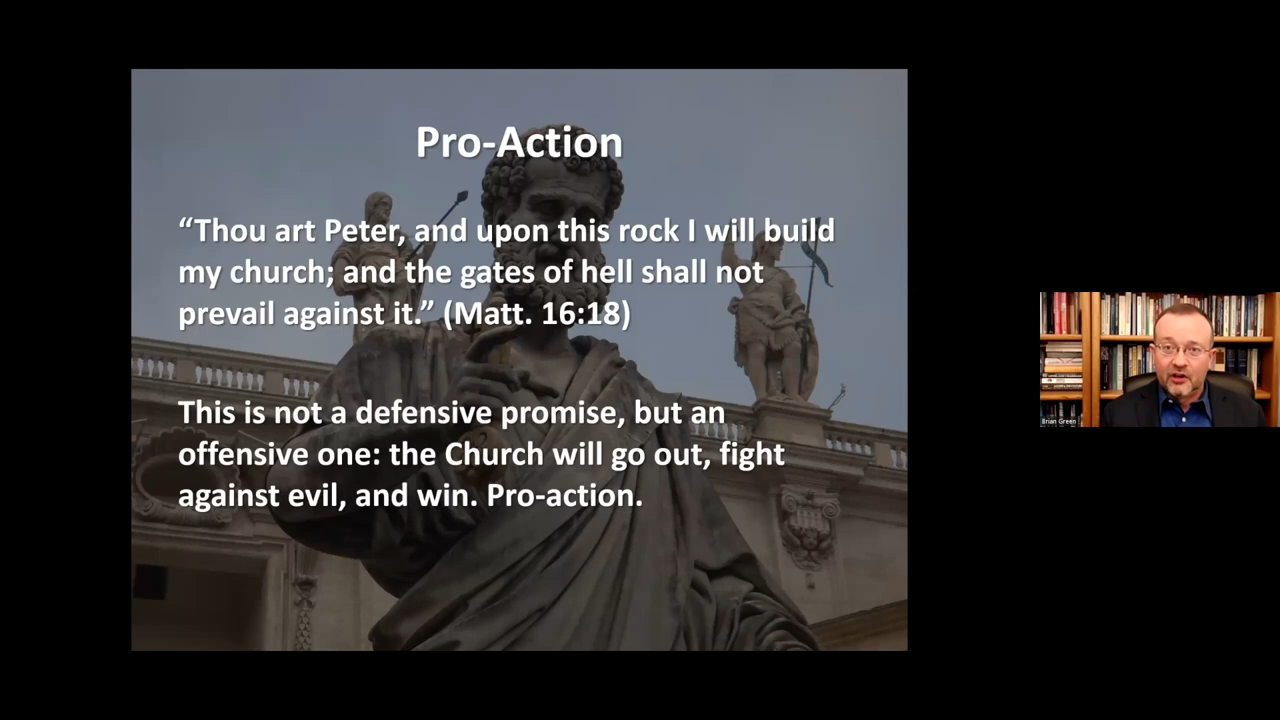 Pro-Action
“Thou art Peter, and upon this rock I will build
my church; and the gates of hell shall not
prevail against it.” (Matt. 16:18)
This is not a defensive promise, but an
offensive one: the Church will go out, fight
against evil, and win. Pro-action.
Brian Green